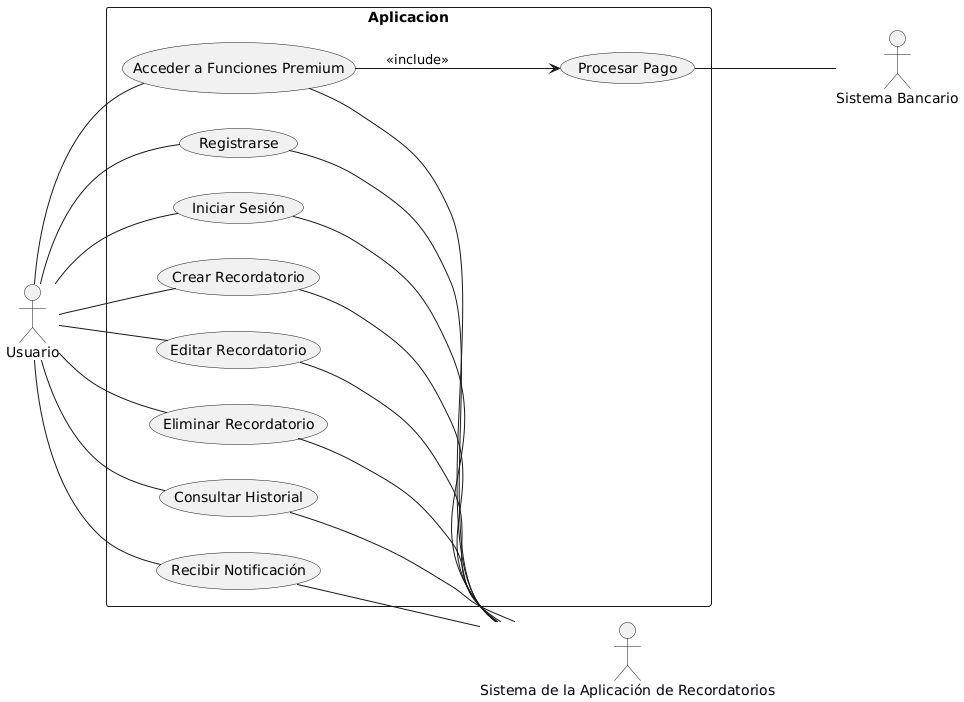 Aplicacion
Acceder a Funciones Premium
«include»
Procesar Pago
Sistema Bancario
Registrarse
Iniciar Sesión
Crear Recordatorio
Usuario
Editar Recordatorio
Eliminar Recordatorio
Consultar Historial
Recibir Notificación
Sistema de la Aplicación de Recordatorios